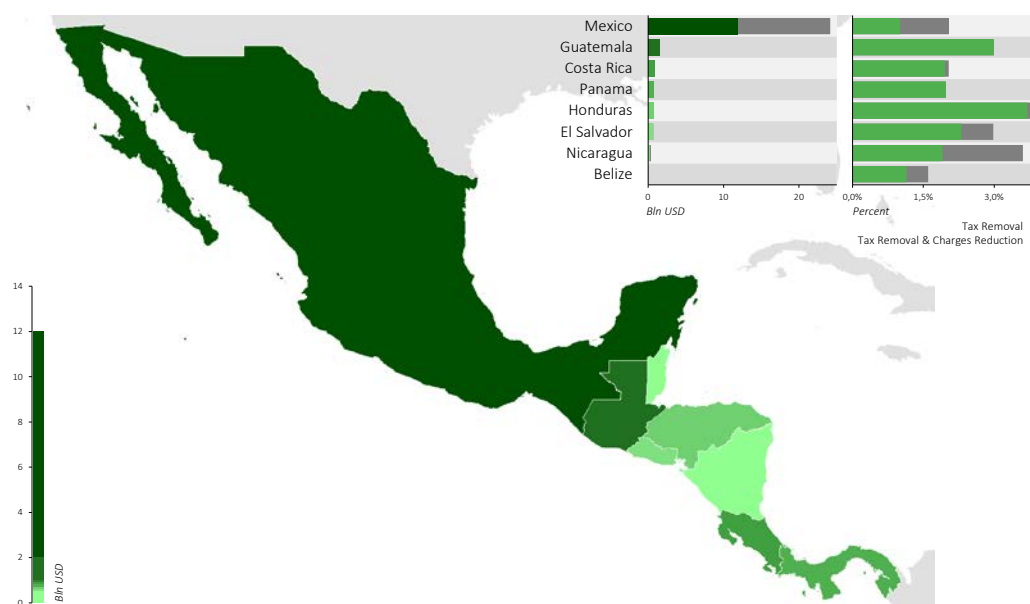 Mexico
Guatemala
Costa Rica
Panama
Honduras
El Salvador
Nicaragua
Belize
0 10 20
Bln USD
0,0% 1,5% 3,0%
Percent
Tax Removal
Tax Removal & Charges Reduction
14
12
10
8
6
4
2
0
Bln USD